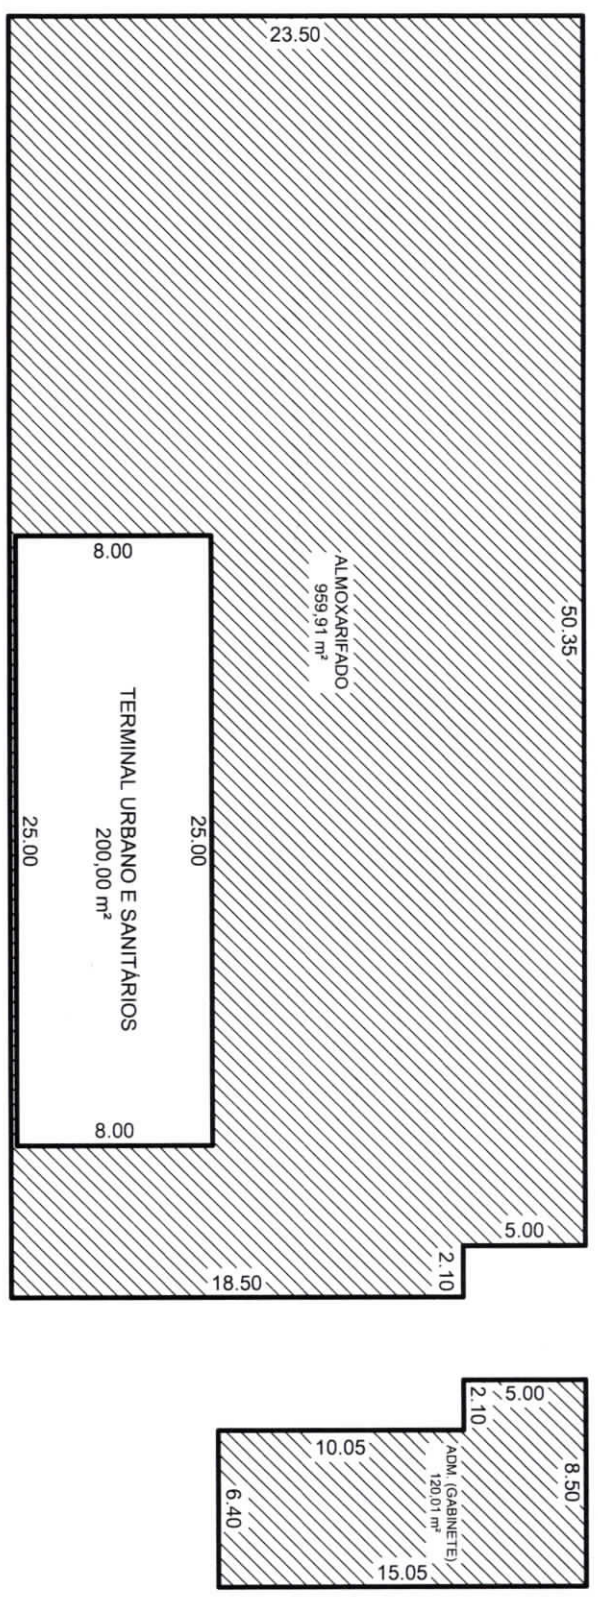 23.50
ALMOXARIFADO
959,91 m²
50.35
8.00
TERMINAL URBANO E SANITÁRIOS
200,00 m²
25.00
25.00
8.00
5.00
2.10
18.50
5.00
2.10
10.05
ADM. (GABINETE)
120,01 m²
8.50
6.40
15.05